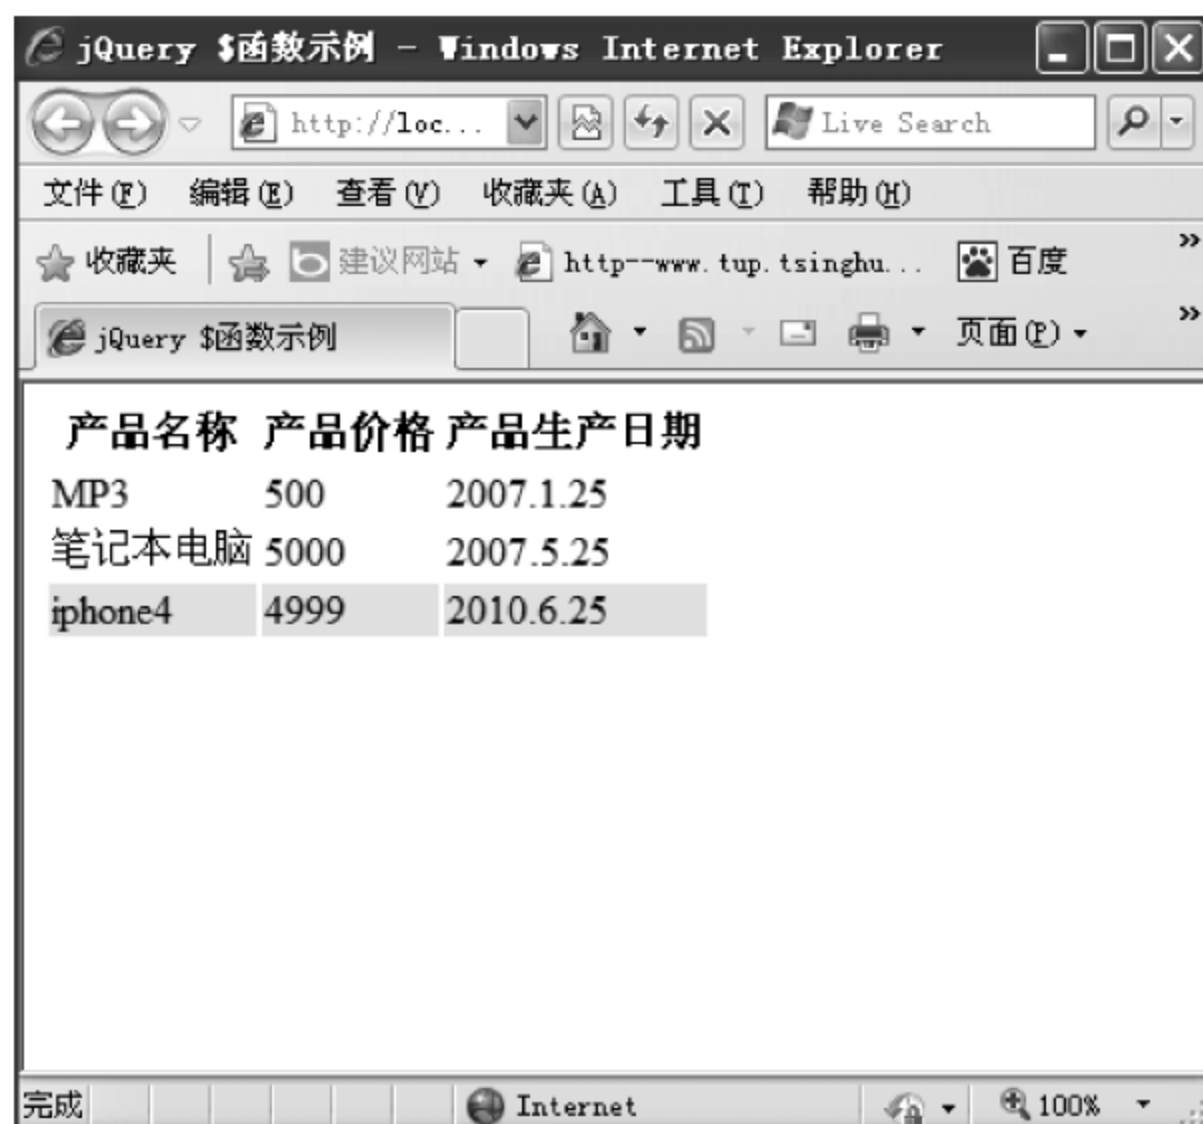 jQuery $函数示例 - Windows Internet Explorer
http://loc... Live Search
文件(F) 编辑(E) 查看(V) 收藏夹(A) 工具(T) 帮助(H)
收藏夹 建议网站 http--www.tup.tsinghu... 百度 »
jQuery $函数示例 页面(P) »
产品名称 产品价格 产品生产日期
MP3 500 2007.1.25
笔记本电脑 5000 2007.5.25
iphone4 4999 2010.6.25
完成 Internet 100%